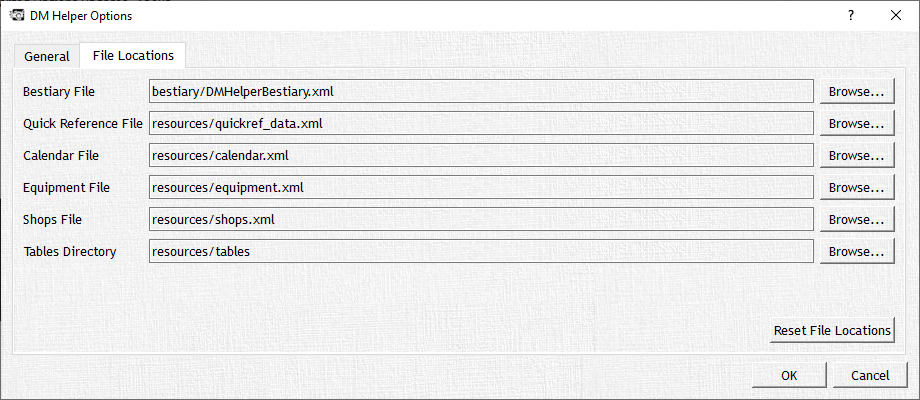 DM Helper Options
?
General
File Locations
Bestiary File bestiary/DMHelperBestiary.xml Browse...
Quick Reference File resources/quickref_data.xml Browse...
Calendar File resources/calendar.xml Browse...
Equipment File resources/equipment.xml Browse...
Shops File resources/shops.xml Browse...
Tables Directory resources/tables Browse...
Reset File Locations
OK Cancel